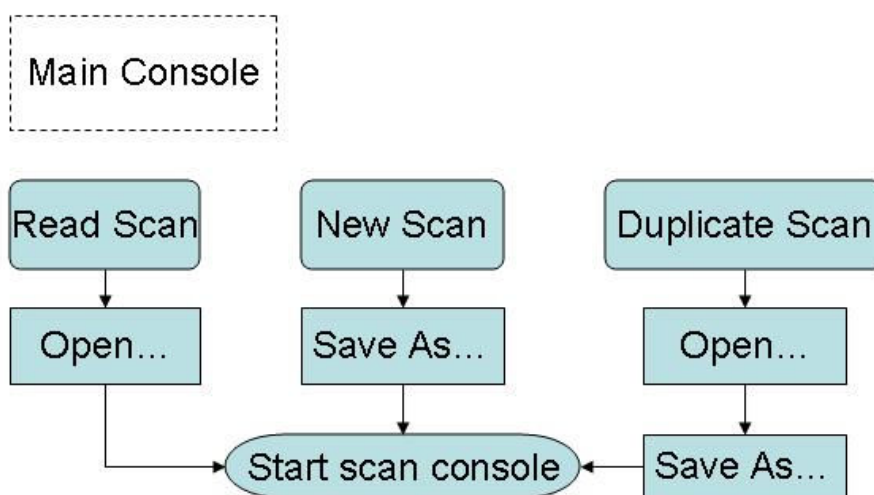 Main Console
Read Scan
New Scan
Duplicate Scan
Open...
Save As...
Open...
Start scan console
Save As...